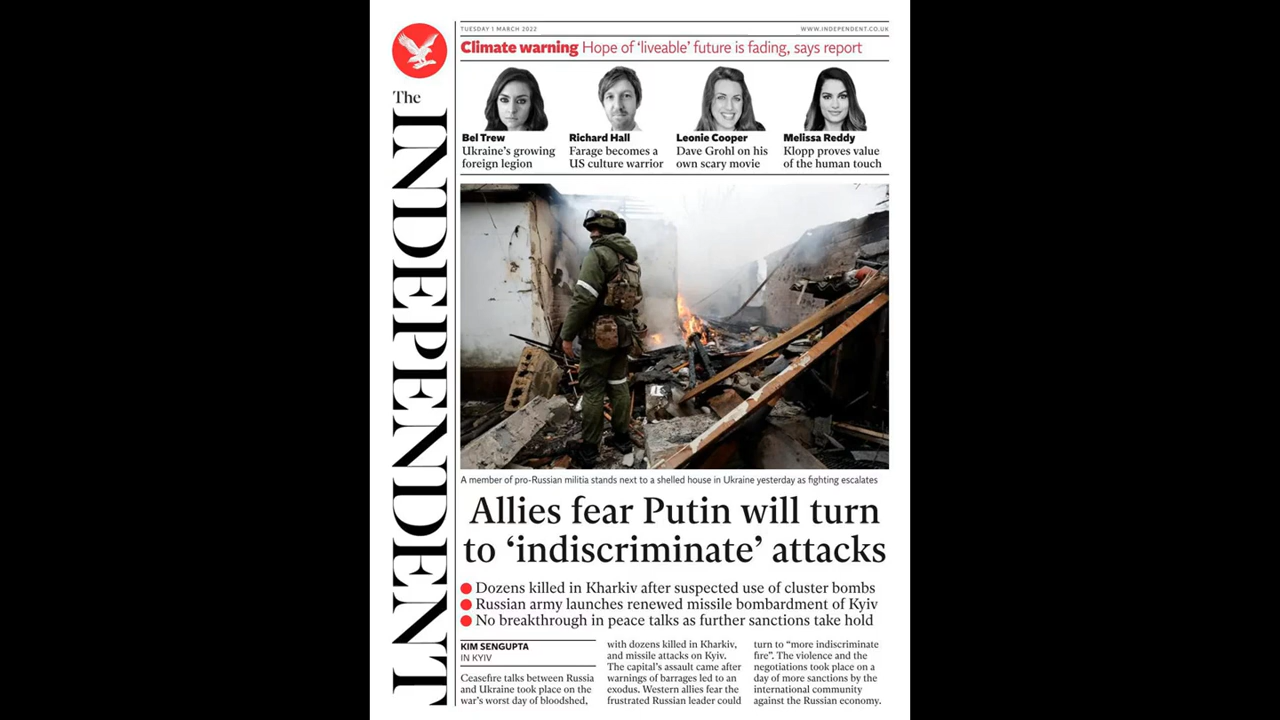 TUESDAY 1 MARCH 2022
WWW.INDEPENDENT.CO.UK
Climate warning Hope of ‘liveable’ future is fading, says report
The
INDEPENDENT
Bel Trew
Ukraine’s growing
foreign legion
Richard Hall
Farage becomes a
US culture warrior
Leonie Cooper
Dave Grohl on his
own scary movie
Melissa Reddy
Klopp proves value
of the human touch
A member of pro-Russian militia stands next to a shelled house in Ukraine yesterday as fighting escalates
Allies fear Putin will turn
to ‘indiscriminate’ attacks
Dozens killed in Kharkiv after suspected use of cluster bombs
Russian army launches renewed missile bombardment of Kyiv
No breakthrough in peace talks as further sanctions take hold
KIM SENGUPTA
IN KYIV
Ceasefire talks between Russia
and Ukraine took place on the
war’s worst day of bloodshed,
with dozens killed in Kharkiv,
and missile attacks on Kyiv.
The capital’s assault came after
warnings of barrages led to an
exodus. Western allies fear the
frustrated Russian leader could
turn to “more indiscriminate
fire”. The violence and the
negotiations took place on a
day of more sanctions by the
international community
against the Russian economy.